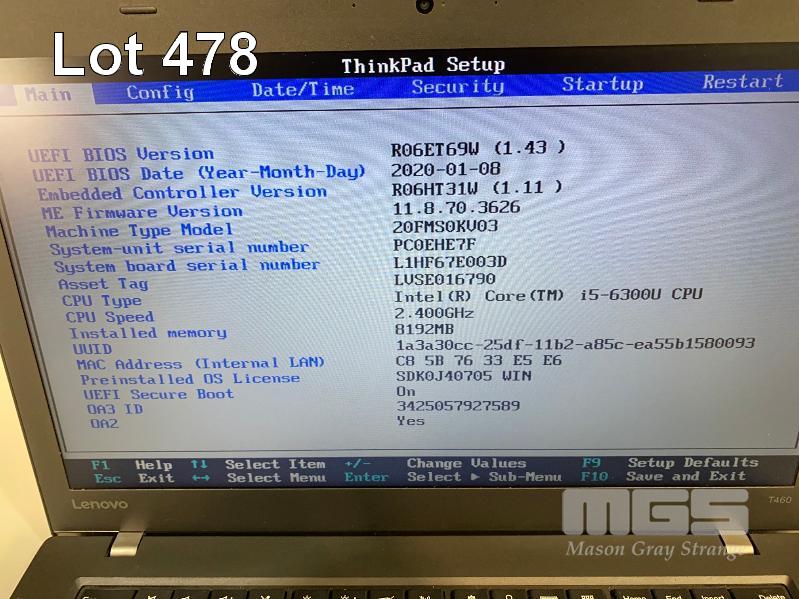 Lot 478
ThinkPad Setup
Main Config Date/Time Security Startup Restart
UEFI BIOS Version R06ET69W (1.43 )
UEFI BIOS Date (Year-Month-Day) 2020-01-08
Embedded Controller Version R06HT31W (1.11 )
ME Firmware Version 11.8.70.3626
Machine Type Model 20FMS0KV03
System-unit serial number PC0EHE7F
System board serial number L1HF67E003D
Asset Tag LVSE016790
CPU Type Intel(R) Core(TM) i5-6300U CPU
CPU Speed 2.400GHz
Installed memory 8192MB
UUID 1a3a30cc-25df-11b2-a85c-ea55b1580093
MAC Address (Internal LAN) C8 5B 76 33 E5 E6
Preinstalled OS License SDK0J40705 WIN
UEFI Secure Boot On
OA3 ID 3425057927589
OA2 Yes
F1 Help ↑↓ Select Item +/- Change Values F9 Setup Defaults
Esc Exit ↔ Select Menu Enter Select ▶ Sub-Menu F10 Save and Exit
Lenovo T460
MGS
Mason Gray Strange